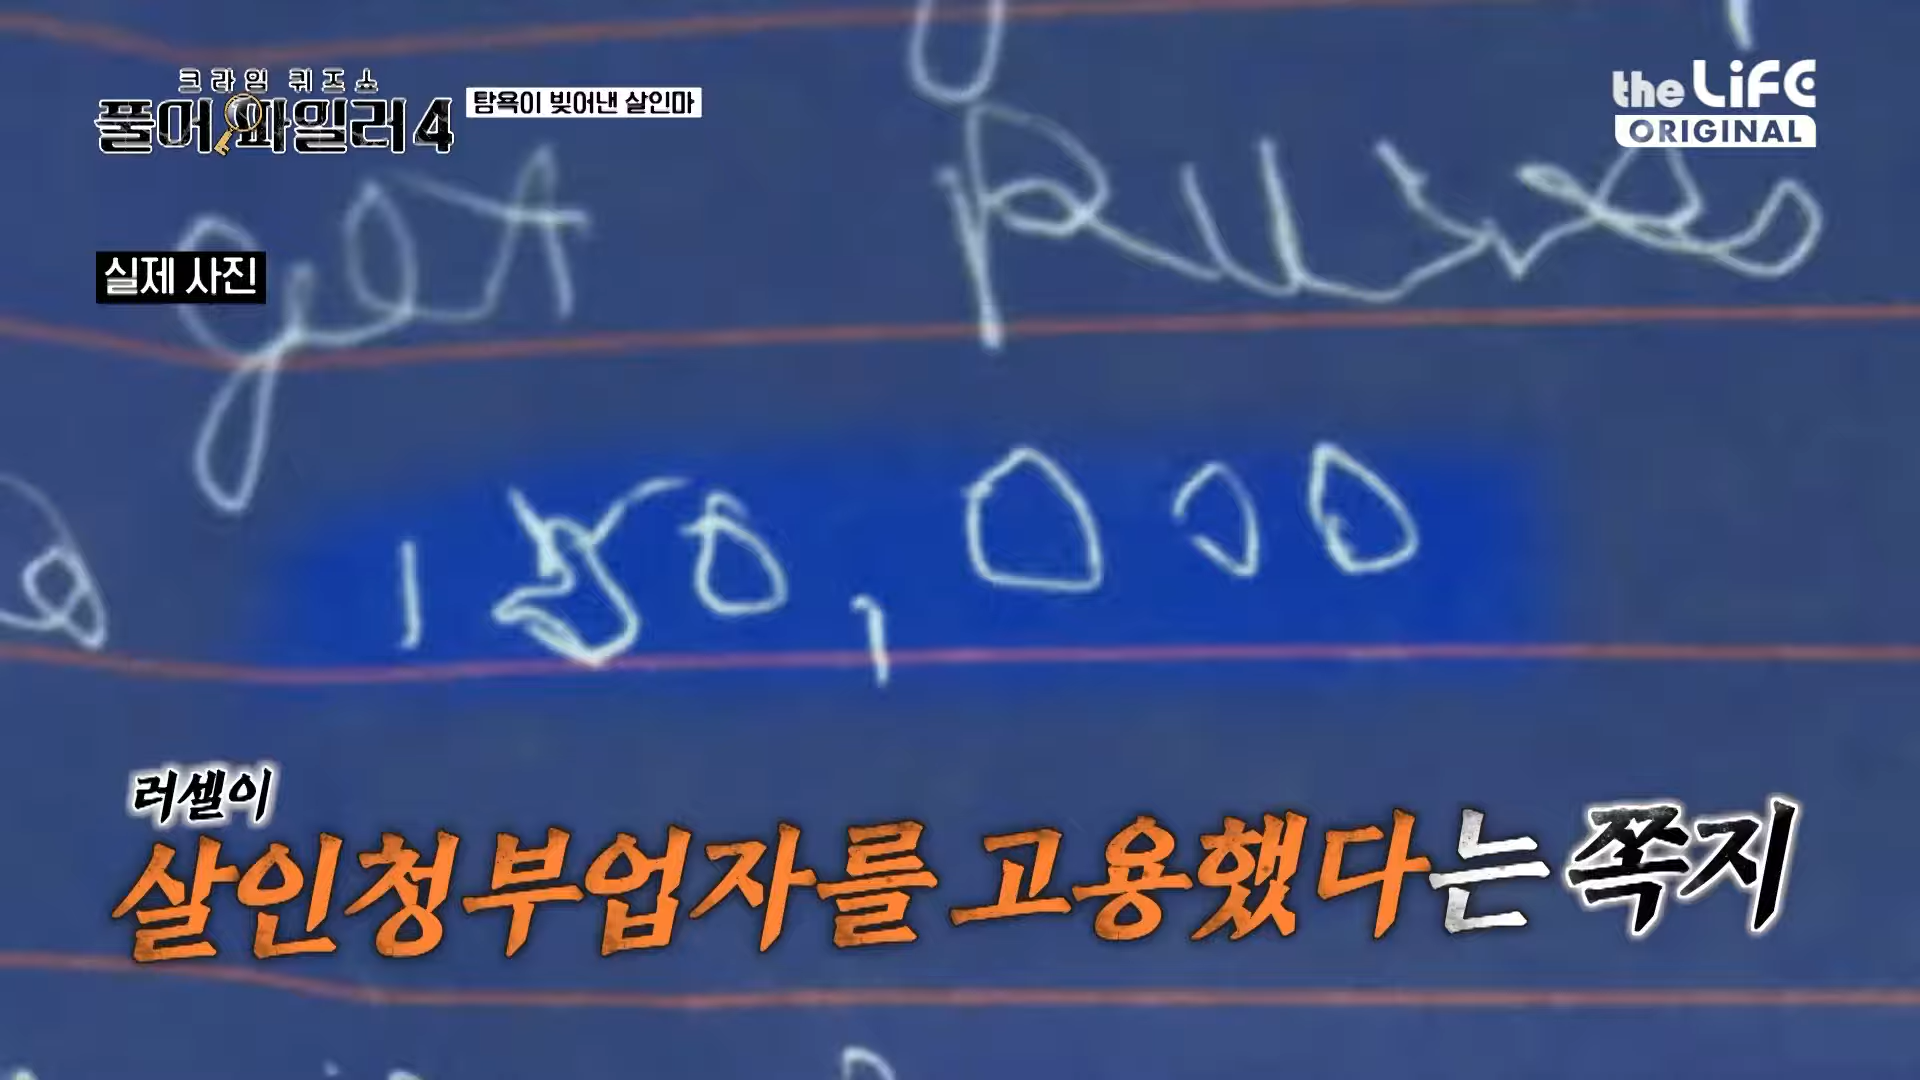 크라임 퀴즈쇼
풀어파일러4
탐욕이 빚어낸 살인마
the LiFE
ORIGINAL
실제 사진
get Russ
150,000
러셀이
살인청부업자를 고용했다는 쪽지